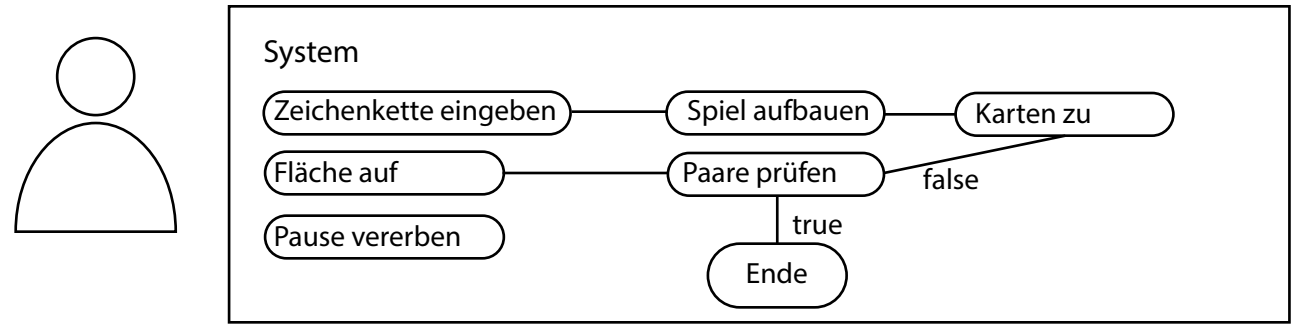 System
Zeichenkette eingeben
Spiel aufbauen
Karten zu
Fläche auf
Paare prüfen
false
Pause vererben
true
Ende